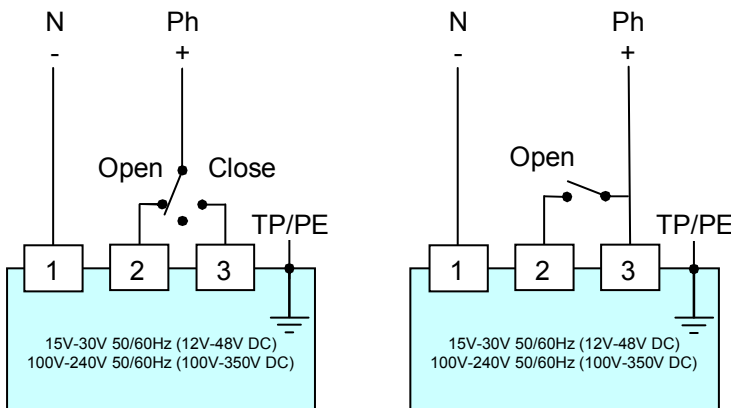 N Ph
- +
Open Close
TP/PE
1 2 3
15V-30V 50/60Hz (12V-48V DC)
100V-240V 50/60Hz (100V-350V DC)
N Ph
- +
Open
TP/PE
1 2 3
15V-30V 50/60Hz (12V-48V DC)
100V-240V 50/60Hz (100V-350V DC)